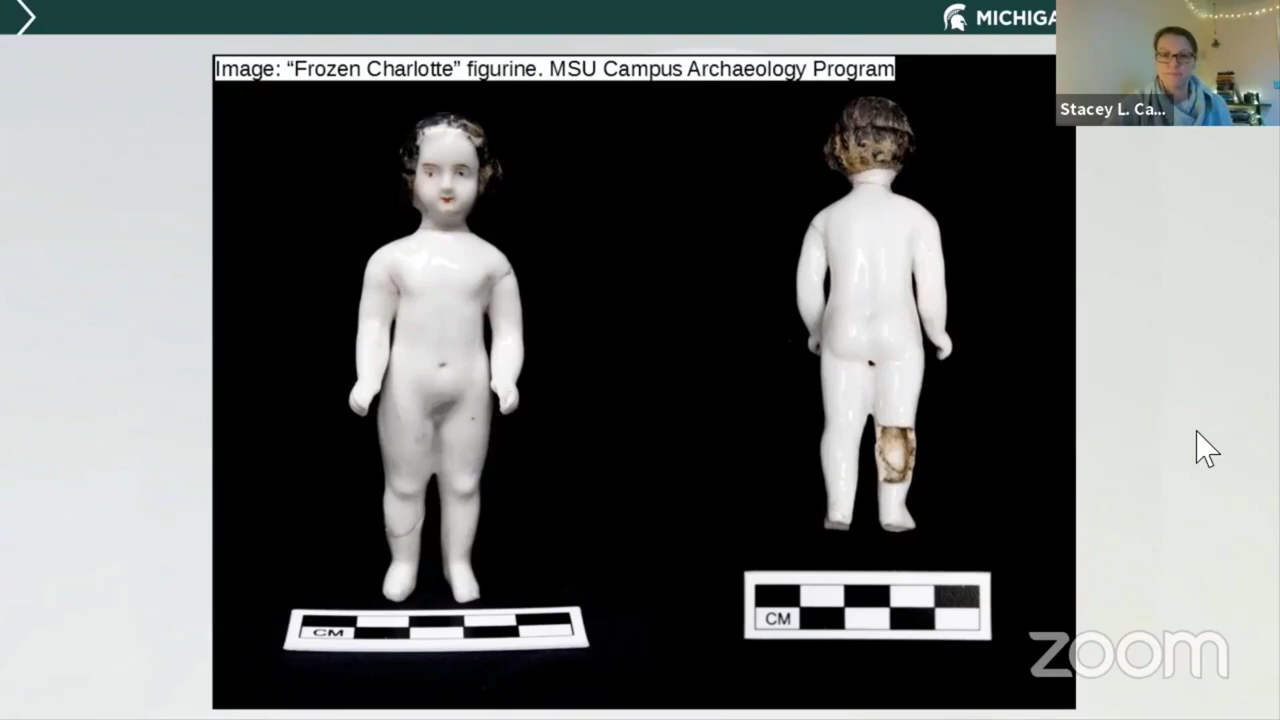 MICHIGA
Image: “Frozen Charlotte” figurine. MSU Campus Archaeology Program
Stacey L. Ca...
CM
CM
zoom